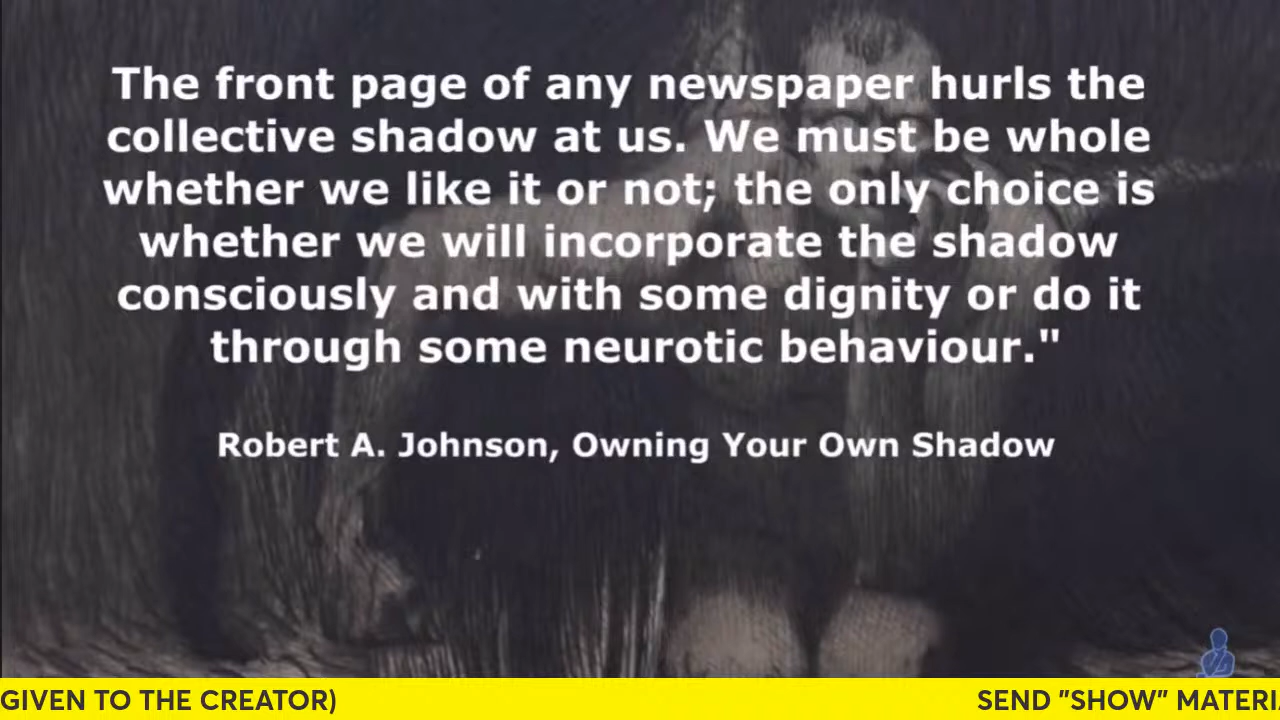 The front page of any newspaper hurls the
collective shadow at us. We must be whole
whether we like it or not; the only choice is
whether we will incorporate the shadow
consciously and with some dignity or do it
through some neurotic behaviour."
Robert A. Johnson, Owning Your Own Shadow
GIVEN TO THE CREATOR) SEND "SHOW" MATERI